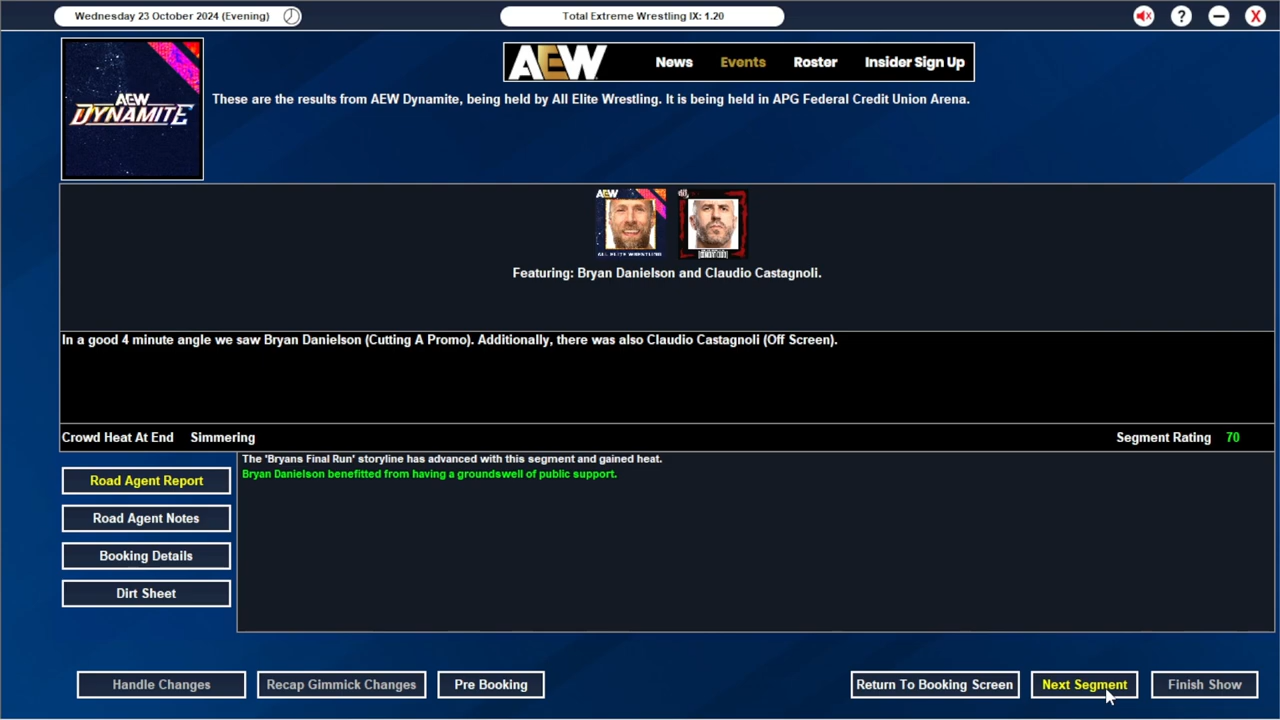 Wednesday 23 October 2024 (Evening)
Total Extreme Wrestling IX: 1.20
?
X
AEW
DYNAMITE
AEW
News
Events
Roster
Insider Sign Up
These are the results from AEW Dynamite, being held by All Elite Wrestling. It is being held in APG Federal Credit Union Arena.
AEW
ALL ELITE WRESTLING
Featuring: Bryan Danielson and Claudio Castagnoli.
In a good 4 minute angle we saw Bryan Danielson (Cutting A Promo). Additionally, there was also Claudio Castagnoli (Off Screen).
Crowd Heat At End Simmering
Segment Rating 70
Road Agent Report
Road Agent Notes
Booking Details
Dirt Sheet
The 'Bryans Final Run' storyline has advanced with this segment and gained heat.
Bryan Danielson benefitted from having a groundswell of public support.
Handle Changes
Recap Gimmick Changes
Pre Booking
Return To Booking Screen
Next Segment
Finish Show